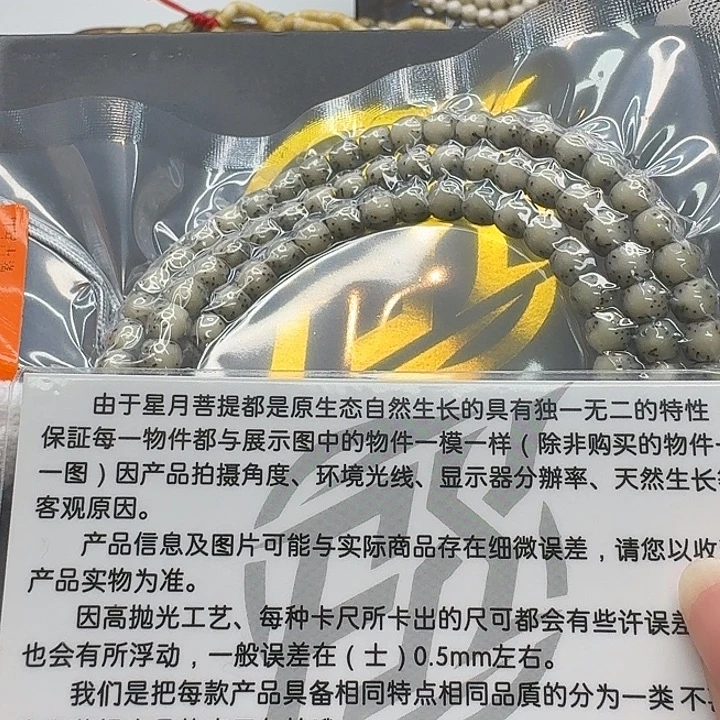 由于星月菩提都是原生态自然生长的具有独一无二的特性
保証每一物件都与展示图中的物件一模一样（除非购买的物件
一图）因产品拍摄角度、环境光线、显示器分辦率、天然生长
客观原因。
产品信息及图片可能与实际商品存在细微误差，请您以收
产品实物为准。
因高抛光工艺、每种卡尺所卡出的尺可都会有些许误差
也会有所浮动，一般误差在（士）0.5mm左右。
我们是把每款产品具备相同特点相同品質的分为一类 不